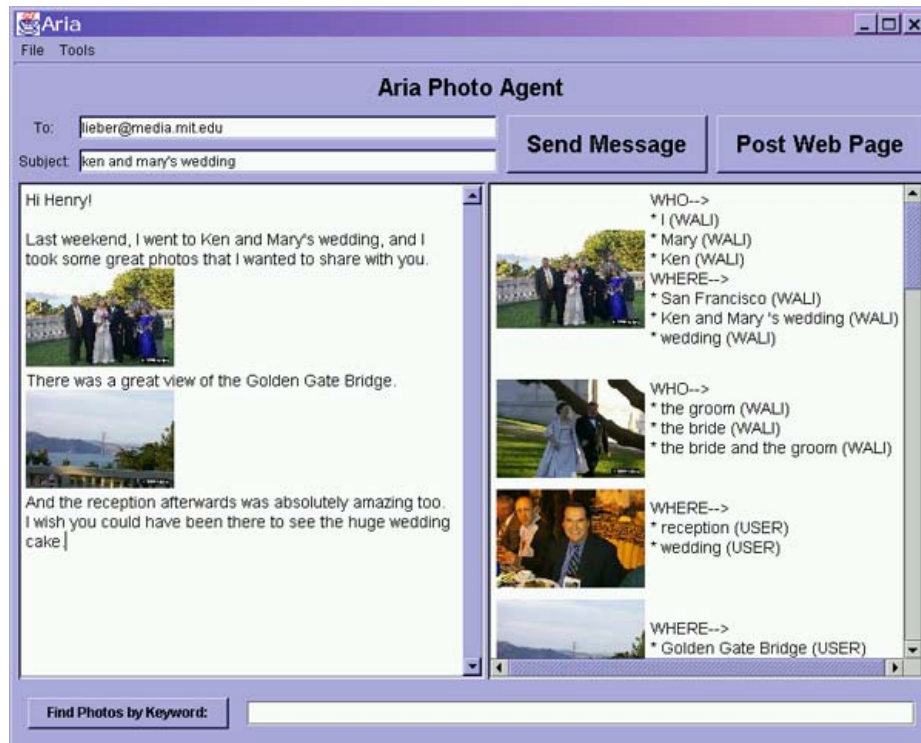 Aria
File Tools
Aria Photo Agent
To: lieber@media.mit.edu
Subject: ken and mary's wedding
Send Message
Post Web Page
Hi Henry!
Last weekend, I went to Ken and Mary's wedding, and I
took some great photos that I wanted to share with you.
There was a great view of the Golden Gate Bridge.
And the reception afterwards was absolutely amazing too.
I wish you could have been there to see the huge wedding
cake.
WHO-->
* I (WALI)
* Mary (WALI)
* Ken (WALI)
WHERE-->
* San Francisco (WALI)
* Ken and Mary 's wedding (WALI)
* wedding (WALI)
WHO-->
* the groom (WALI)
* the bride (WALI)
* the bride and the groom (WALI)
WHERE-->
* reception (USER)
* wedding (USER)
WHERE-->
* Golden Gate Bridge (USER)
Find Photos by Keyword: